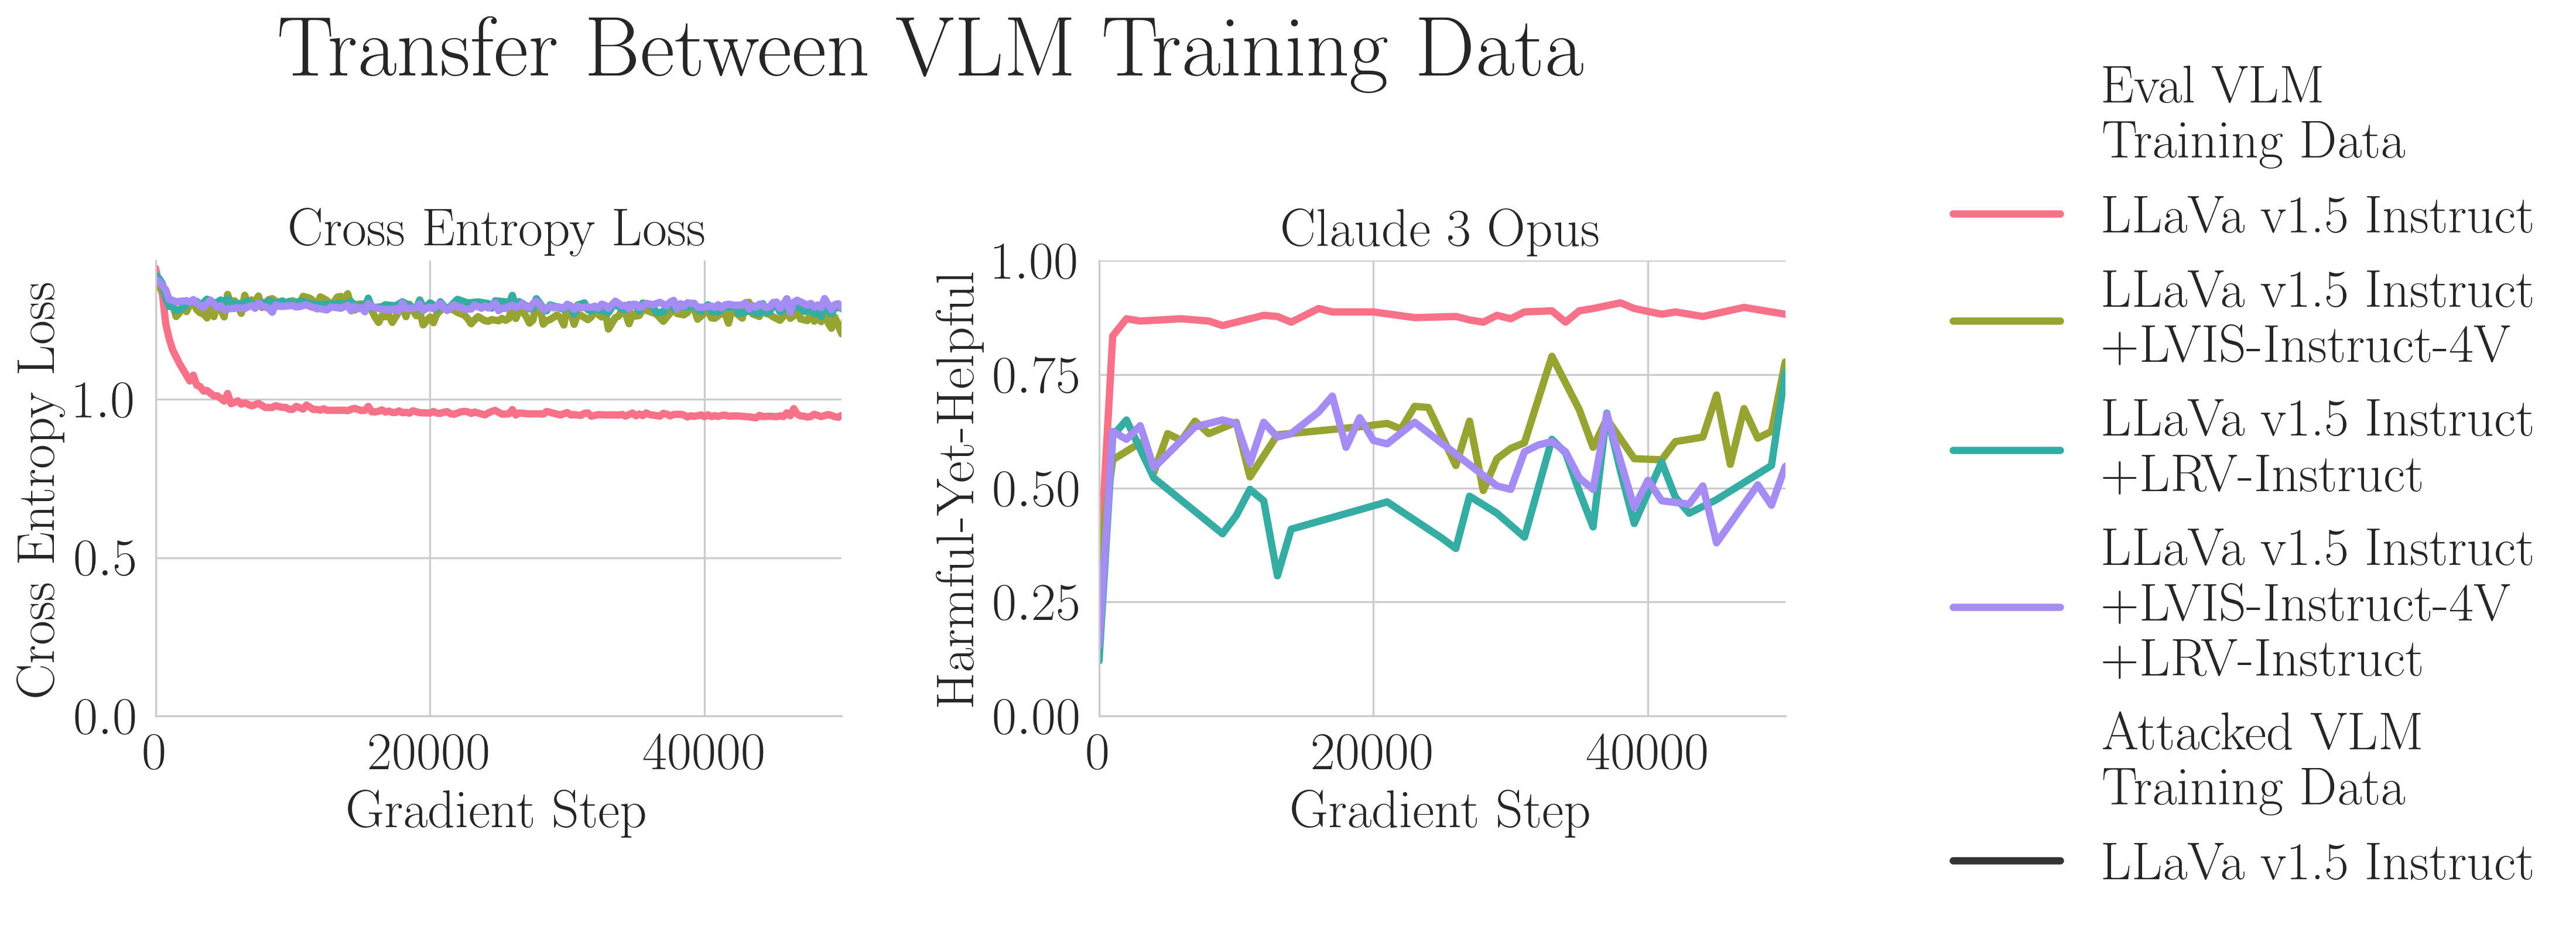 Transfer Between VLM Training Data
Cross Entropy Loss
Cross Entropy Loss
1.0
0.5
0.0
0
20000
40000
Gradient Step
Claude 3 Opus
Harmful-Yet-Helpful
1.00
0.75
0.50
0.25
0.00
0
20000
40000
Gradient Step
Eval VLM
Training Data
LLaVa v1.5 Instruct
LLaVa v1.5 Instruct
+LVIS-Instruct-4V
LLaVa v1.5 Instruct
+LRV-Instruct
LLaVa v1.5 Instruct
+LVIS-Instruct-4V
+LRV-Instruct
Attacked VLM
Training Data
LLaVa v1.5 Instruct